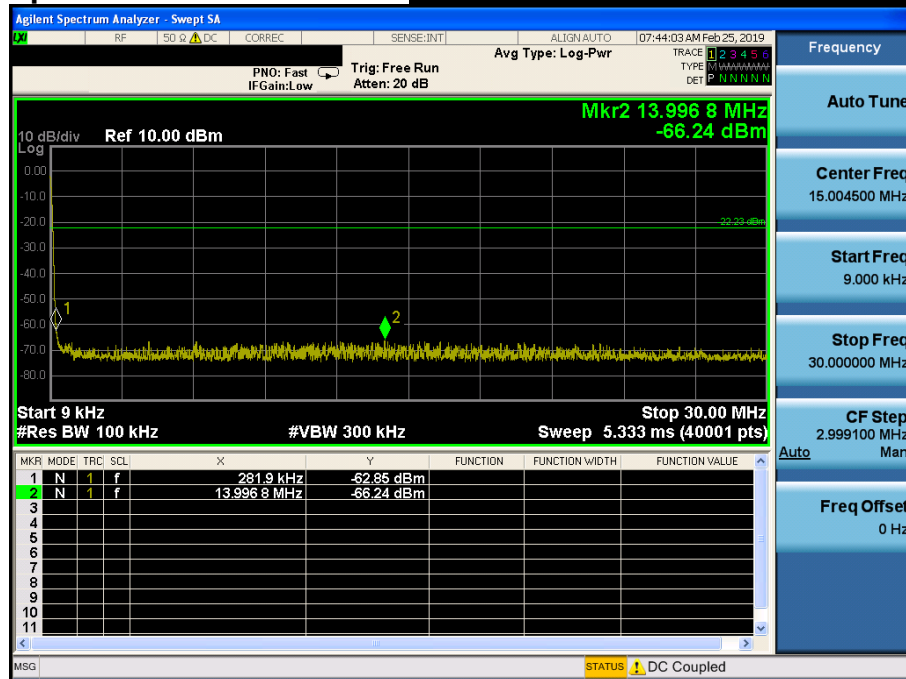 Agilent Spectrum Analyzer - Swept SA
LXI RF 50 Ω DC CORREC SENSE:INT ALIGN AUTO 07:44:03 AM Feb 25, 2019
Frequency
PNO: Fast
IFGain:Low
Trig: Free Run
Atten: 20 dB
Avg Type: Log-Pwr
TRACE 1 2 3 4 5 6
TYPE M WWWWW
DET P N N N N N
Auto Tune
Mkr2 13.996 8 MHz
-66.24 dBm
10 dB/div
Log
Ref 10.00 dBm
0.00
-10.0
-20.0
-30.0
-40.0
-50.0
-60.0
-70.0
-80.0
-22.23 dBm
1
2
Center Freq
15.004500 MHz
Start Freq
9.000 kHz
Stop Freq
30.000000 MHz
Start 9 kHz
Stop 30.00 MHz
#Res BW 100 kHz
#VBW 300 kHz
Sweep 5.333 ms (40001 pts)
CF Step
2.999100 MHz
Auto Man
MKR MODE TRC SCL X Y FUNCTION FUNCTION WIDTH FUNCTION VALUE
1 N 1 f 281.9 kHz -62.85 dBm
2 N 1 f 13.996 8 MHz -66.24 dBm
3
4
5
6
7
8
9
10
11
Freq Offset
0 Hz
MSG
STATUS
DC Coupled